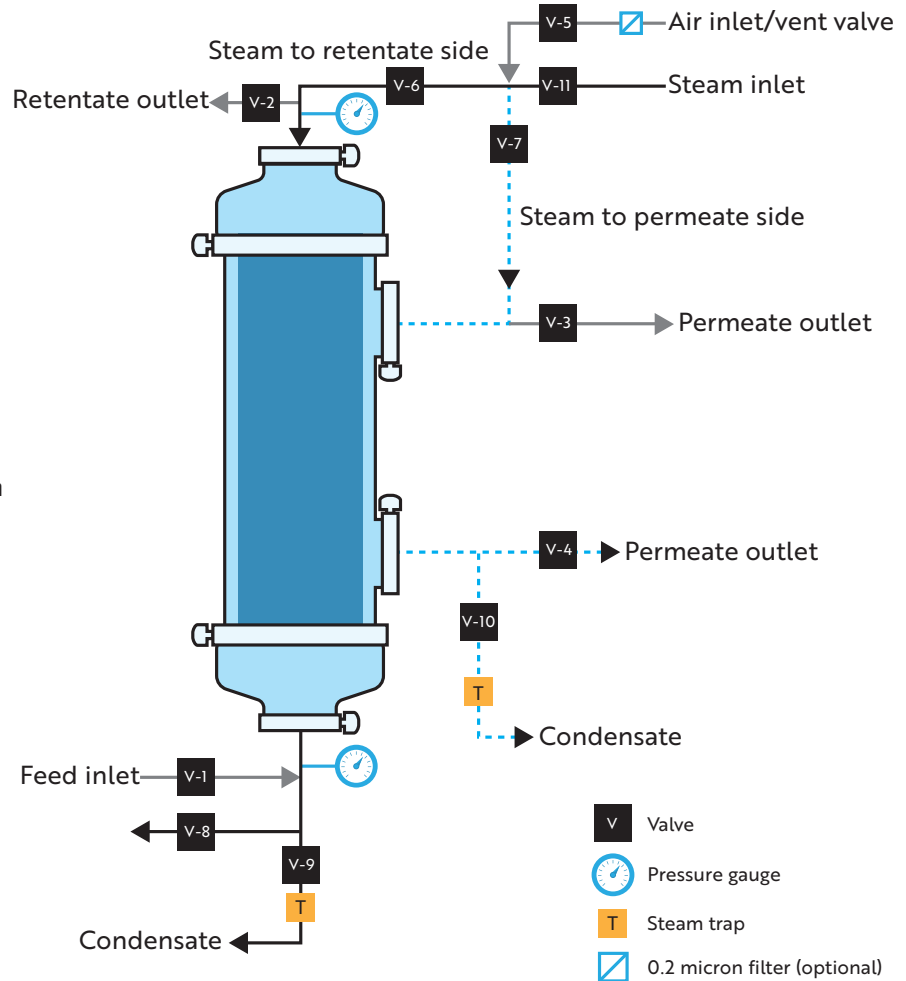 V-5
Air inlet/vent valve
Steam to retentate side
V-6
V-11
Steam inlet
Retentate outlet
V-2
V-7
Steam to permeate side
V-3
Permeate outlet
n
V-4
Permeate outlet
V-10
T
Condensate
Feed inlet
V-1
V-8
V-9
T
Condensate
V
Valve
Pressure gauge
T
Steam trap
0.2 micron filter (optional)